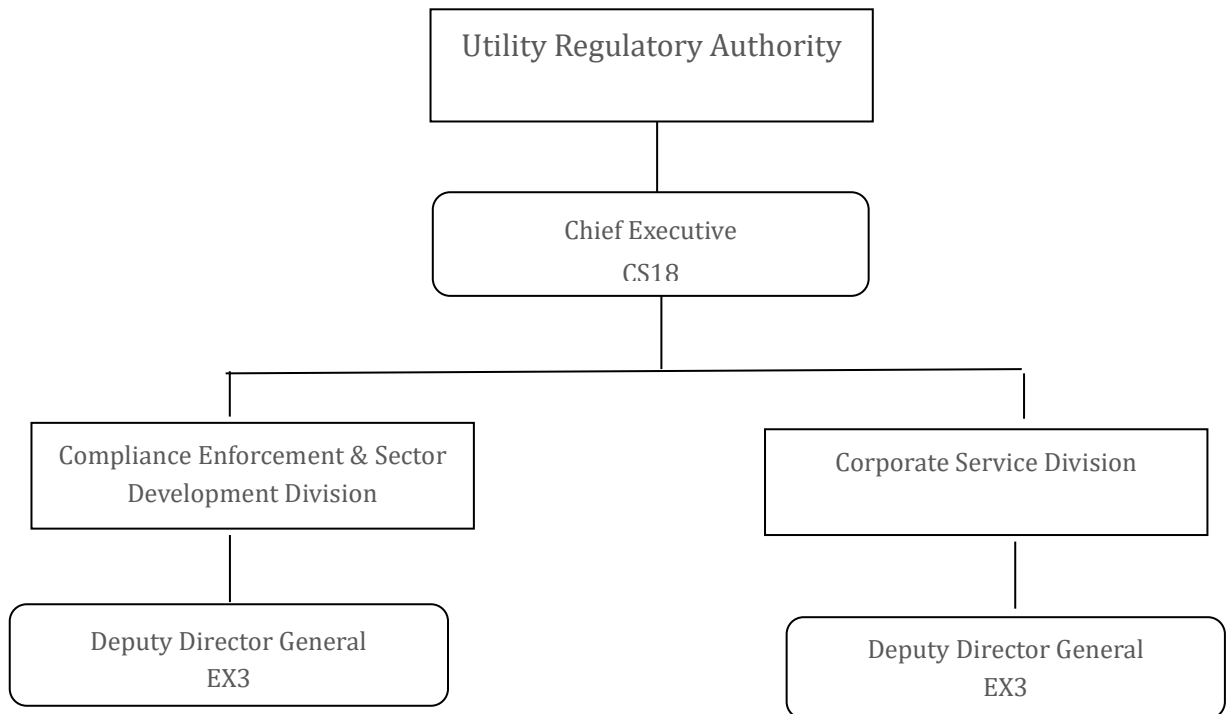 Utility Regulatory Authority
Chief Executive
CS18
Compliance Enforcement & Sector
Development Division
Corporate Service Division
Deputy Director General
EX3
Deputy Director General
EX3